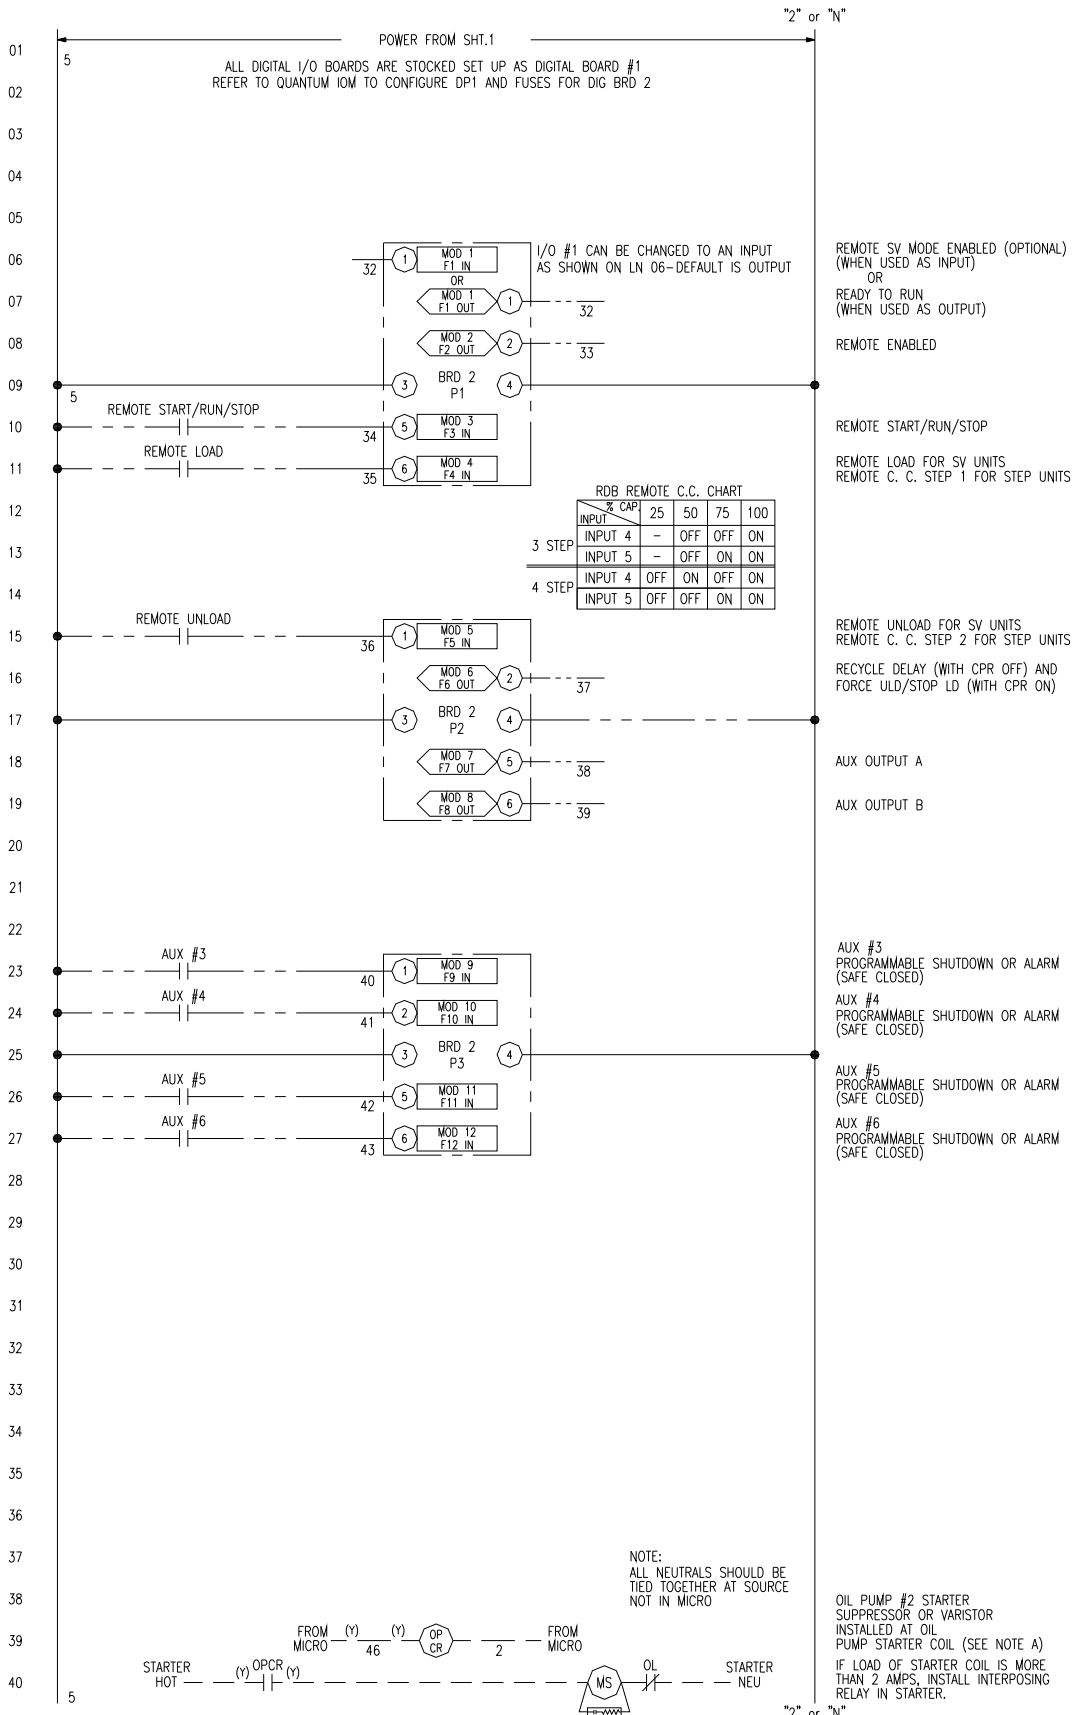 "2" or "N"
01
POWER FROM SHT.1
5
ALL DIGITAL I/O BOARDS ARE STOCKED SET UP AS DIGITAL BOARD #1
02
REFER TO QUANTUM IOM TO CONFIGURE DP1 AND FUSES FOR DIG BRD 2
03
04
05
06
32
1
MOD 1
F1 IN
I/O #1 CAN BE CHANGED TO AN INPUT
AS SHOWN ON LN 06-DEFAULT IS OUTPUT
REMOTE SV MODE ENABLED (OPTIONAL)
(WHEN USED AS INPUT)
OR
OR
07
MOD 1
F1 OUT
1
32
READY TO RUN
(WHEN USED AS OUTPUT)
08
MOD 2
F2 OUT
2
33
REMOTE ENABLED
09
5
3
BRD 2
P1
4
10
REMOTE START/RUN/STOP
34
5
MOD 3
F3 IN
REMOTE START/RUN/STOP
11
REMOTE LOAD
35
6
MOD 4
F4 IN
REMOTE LOAD FOR SV UNITS
REMOTE C. C. STEP 1 FOR STEP UNITS
RDB REMOTE C.C. CHART
12
% CAP.
INPUT
25 50 75 100
13
3 STEP
INPUT 4 - OFF OFF ON
INPUT 5 - OFF ON ON
14
4 STEP
INPUT 4 OFF ON OFF ON
INPUT 5 OFF OFF ON ON
15
REMOTE UNLOAD
36
1
MOD 5
F5 IN
REMOTE UNLOAD FOR SV UNITS
REMOTE C. C. STEP 2 FOR STEP UNITS
16
MOD 6
F6 OUT
2
37
RECYCLE DELAY (WITH CPR OFF) AND
FORCE ULD/STOP LD (WITH CPR ON)
17
3
BRD 2
P2
4
18
MOD 7
F7 OUT
5
38
AUX OUTPUT A
19
MOD 8
F8 OUT
6
39
AUX OUTPUT B
20
21
22
23
AUX #3
40
1
MOD 9
F9 IN
AUX #3
PROGRAMMABLE SHUTDOWN OR ALARM
(SAFE CLOSED)
24
AUX #4
41
2
MOD 10
F10 IN
AUX #4
PROGRAMMABLE SHUTDOWN OR ALARM
(SAFE CLOSED)
25
3
BRD 2
P3
4
26
AUX #5
42
5
MOD 11
F11 IN
AUX #5
PROGRAMMABLE SHUTDOWN OR ALARM
(SAFE CLOSED)
27
AUX #6
43
6
MOD 12
F12 IN
AUX #6
PROGRAMMABLE SHUTDOWN OR ALARM
(SAFE CLOSED)
28
29
30
31
32
33
34
35
36
37
NOTE:
ALL NEUTRALS SHOULD BE
38
TIED TOGETHER AT SOURCE
NOT IN MICRO
OIL PUMP #2 STARTER
SUPPRESSOR OR VARISTOR
INSTALLED AT OIL
PUMP STARTER COIL (SEE NOTE A)
39
FROM
MICRO
(Y)
46
(Y)
OP
CR
2
FROM
MICRO
40
5
STARTER
HOT
(Y)
OPCR
(Y)
MS
OL
STARTER
NEU
IF LOAD OF STARTER COIL IS MORE
THAN 2 AMPS, INSTALL INTERPOSING
RELAY IN STARTER.
"2" or "N"